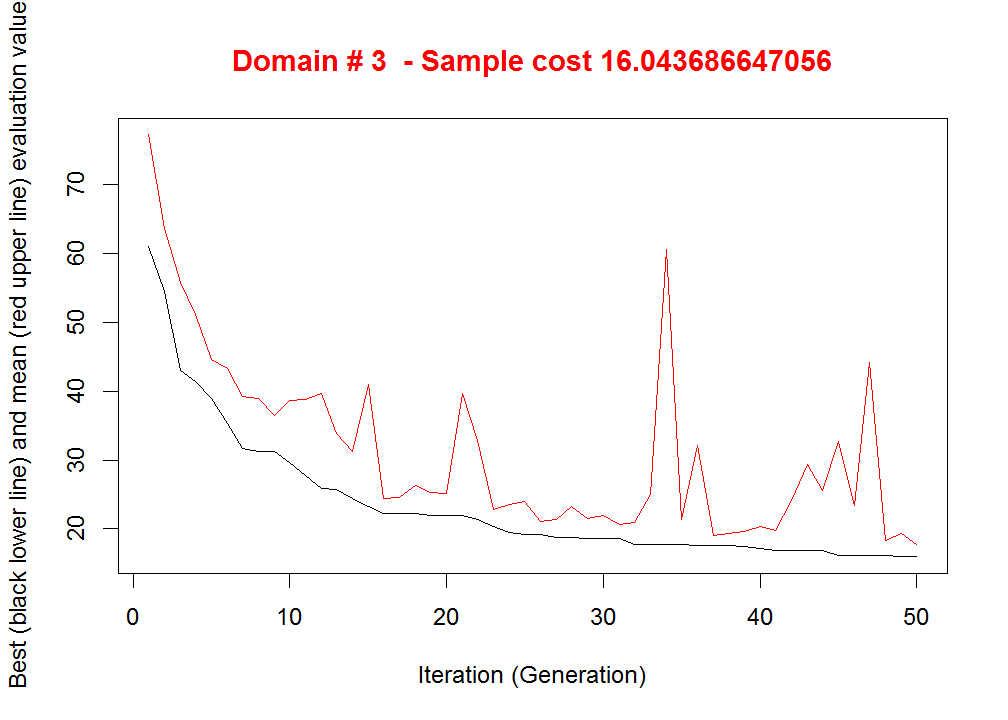 Domain # 3  - Sample cost 16.043686647056
Best (black lower line) and mean (red upper line) evaluation value
70
60
50
40
30
20
0 10 20 30 40 50
Iteration (Generation)